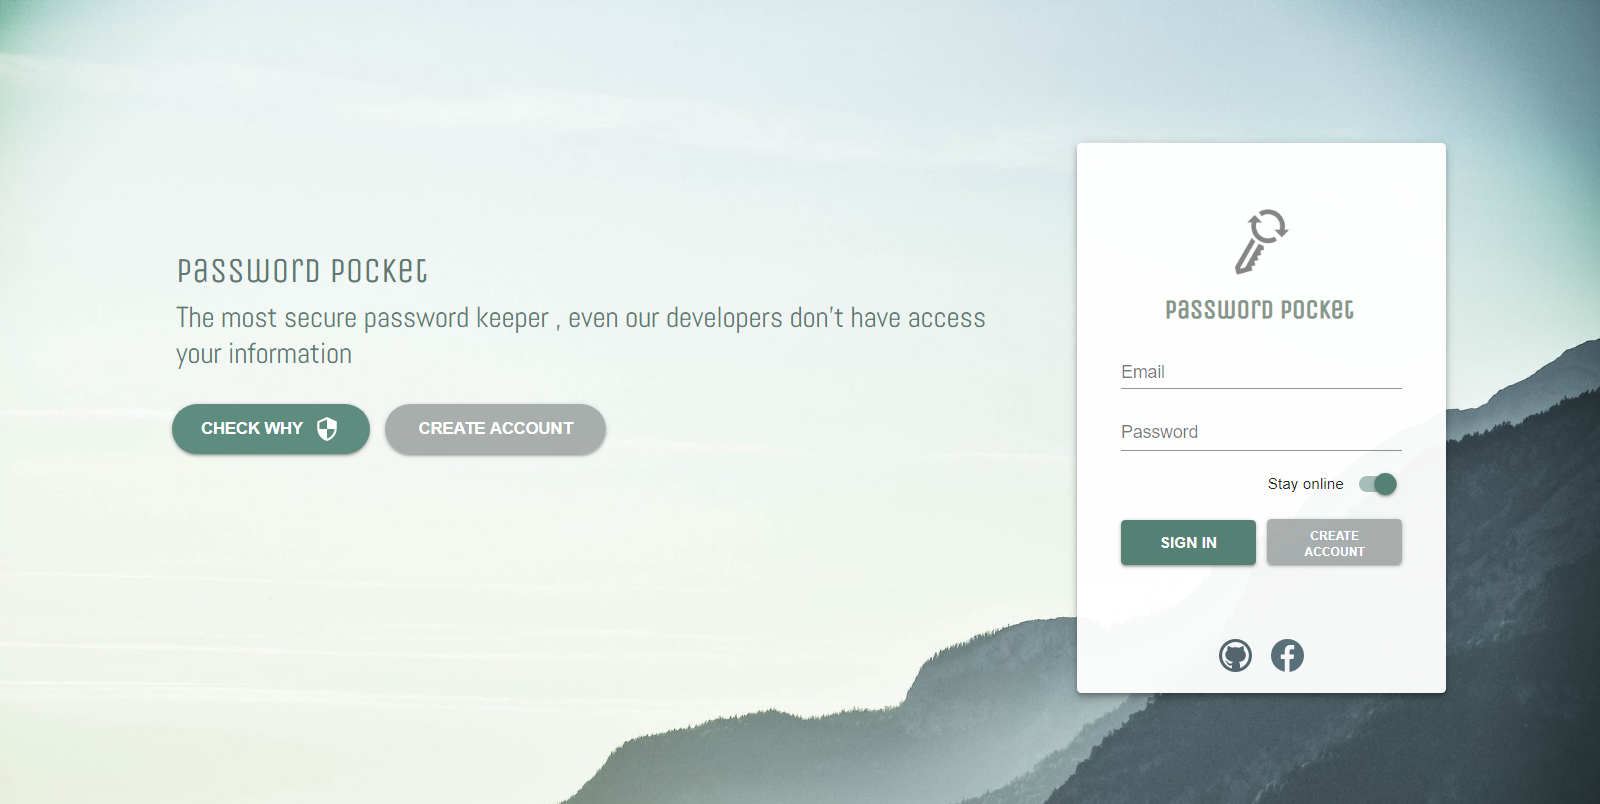 Password Pocket
The most secure password keeper , even our developers don't have access
your information
CHECK WHY
CREATE ACCOUNT
Password Pocket
Email
Password
Stay online
SIGN IN
CREATE
ACCOUNT